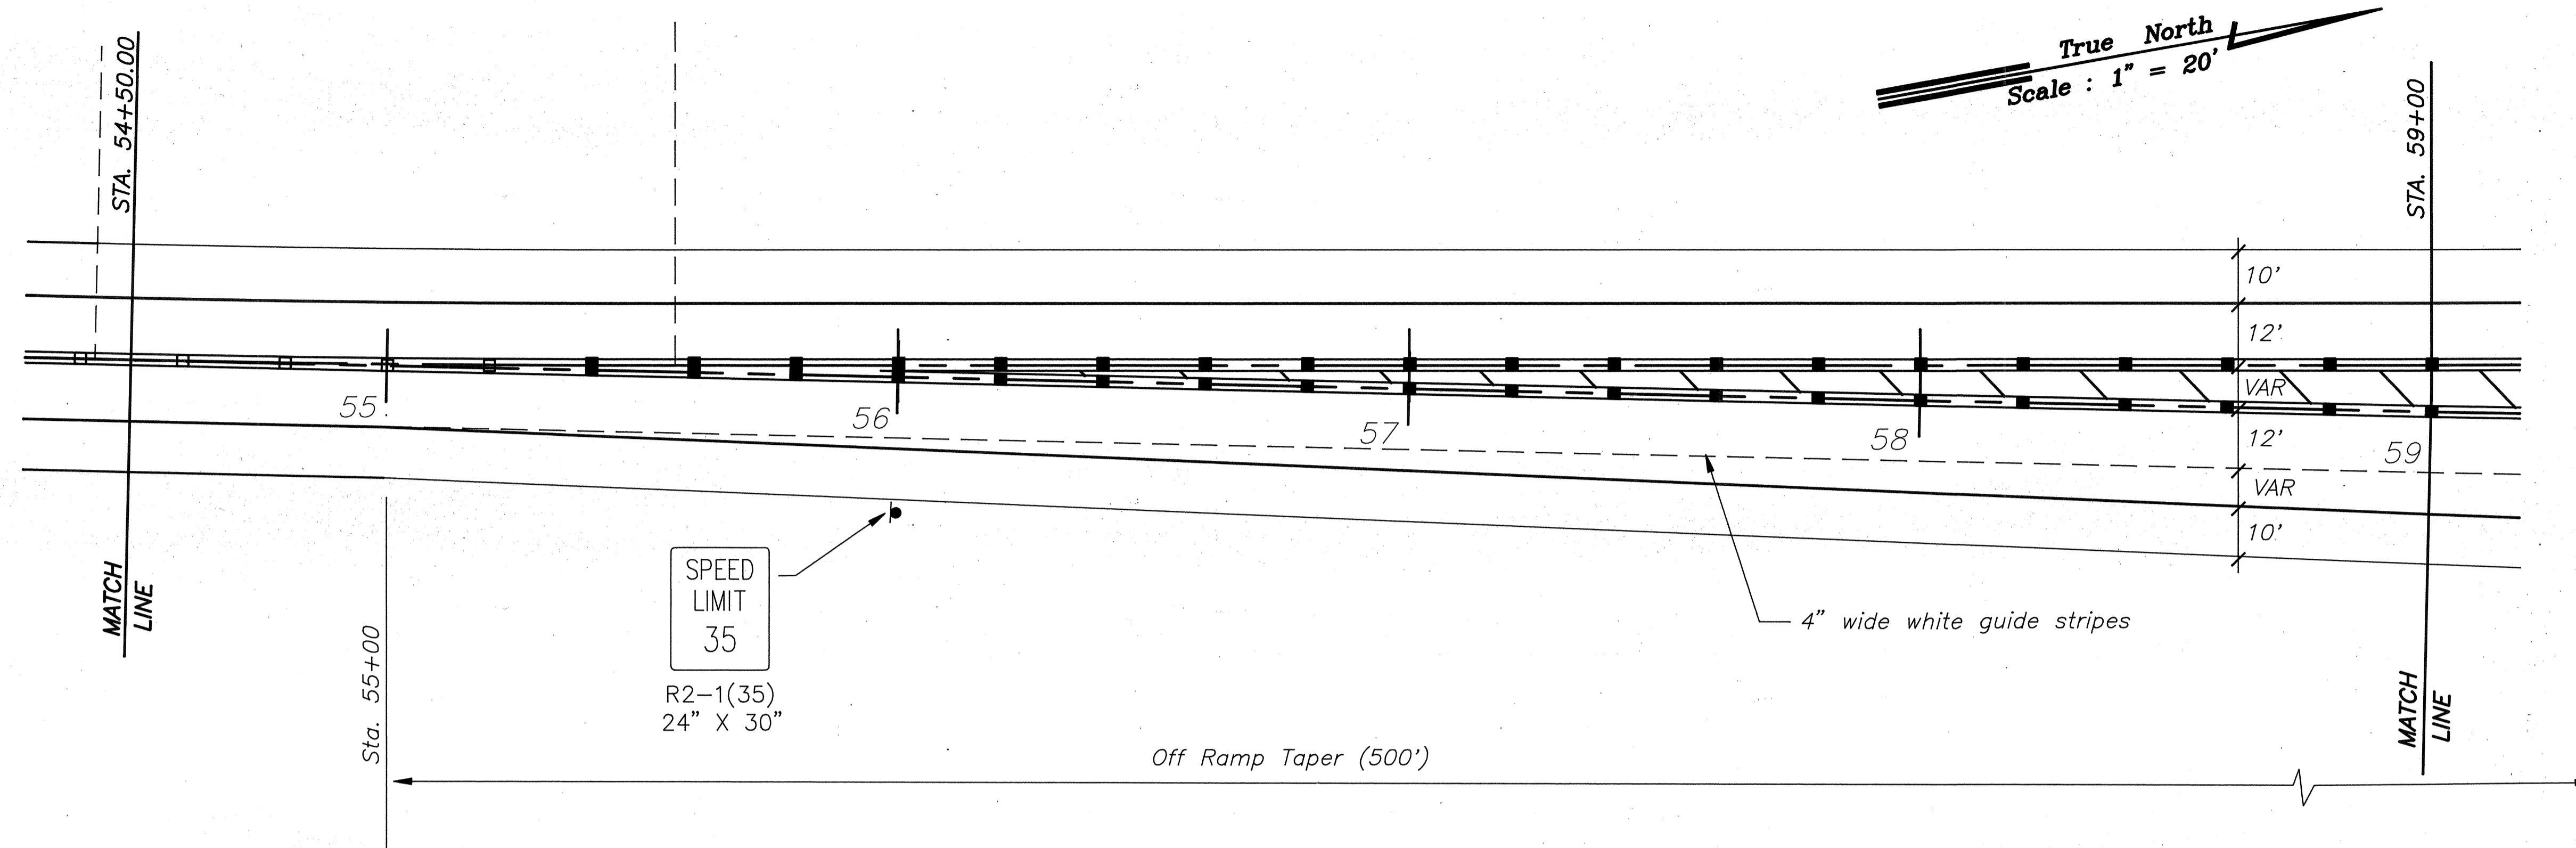 STA. 54+50.00
True North
Scale : 1" = 20'
STA. 59+00
10'
12'
VAR
12'
VAR
10'
55
56
57
58
59
MATCH
LINE
Sta. 55+00
SPEED
LIMIT
35
R2-1(35)
24" X 30"
4" wide white guide stripes
Off Ramp Taper (500')
MATCH
LINE